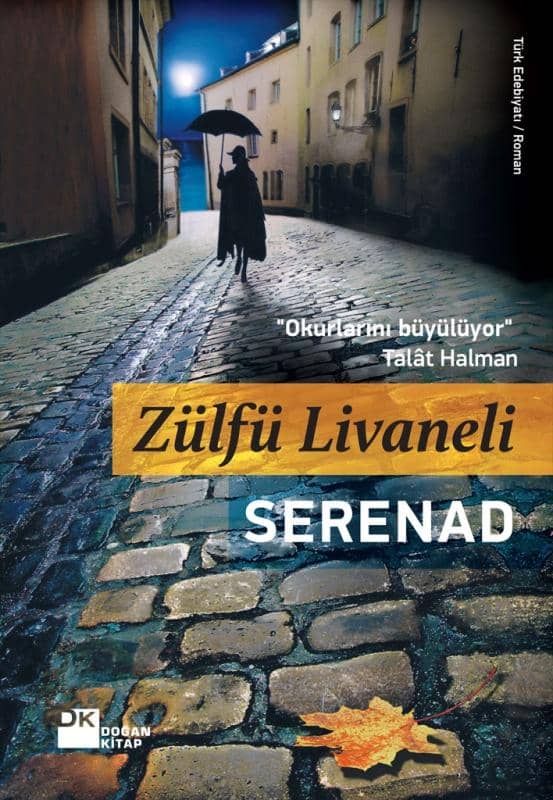 Türk Edebiyatı / Roman
"Okurlarını büyülüyor"
Talât Halman
Zülfü Livaneli
SERENAD
DK
DOĞAN
KİTAP